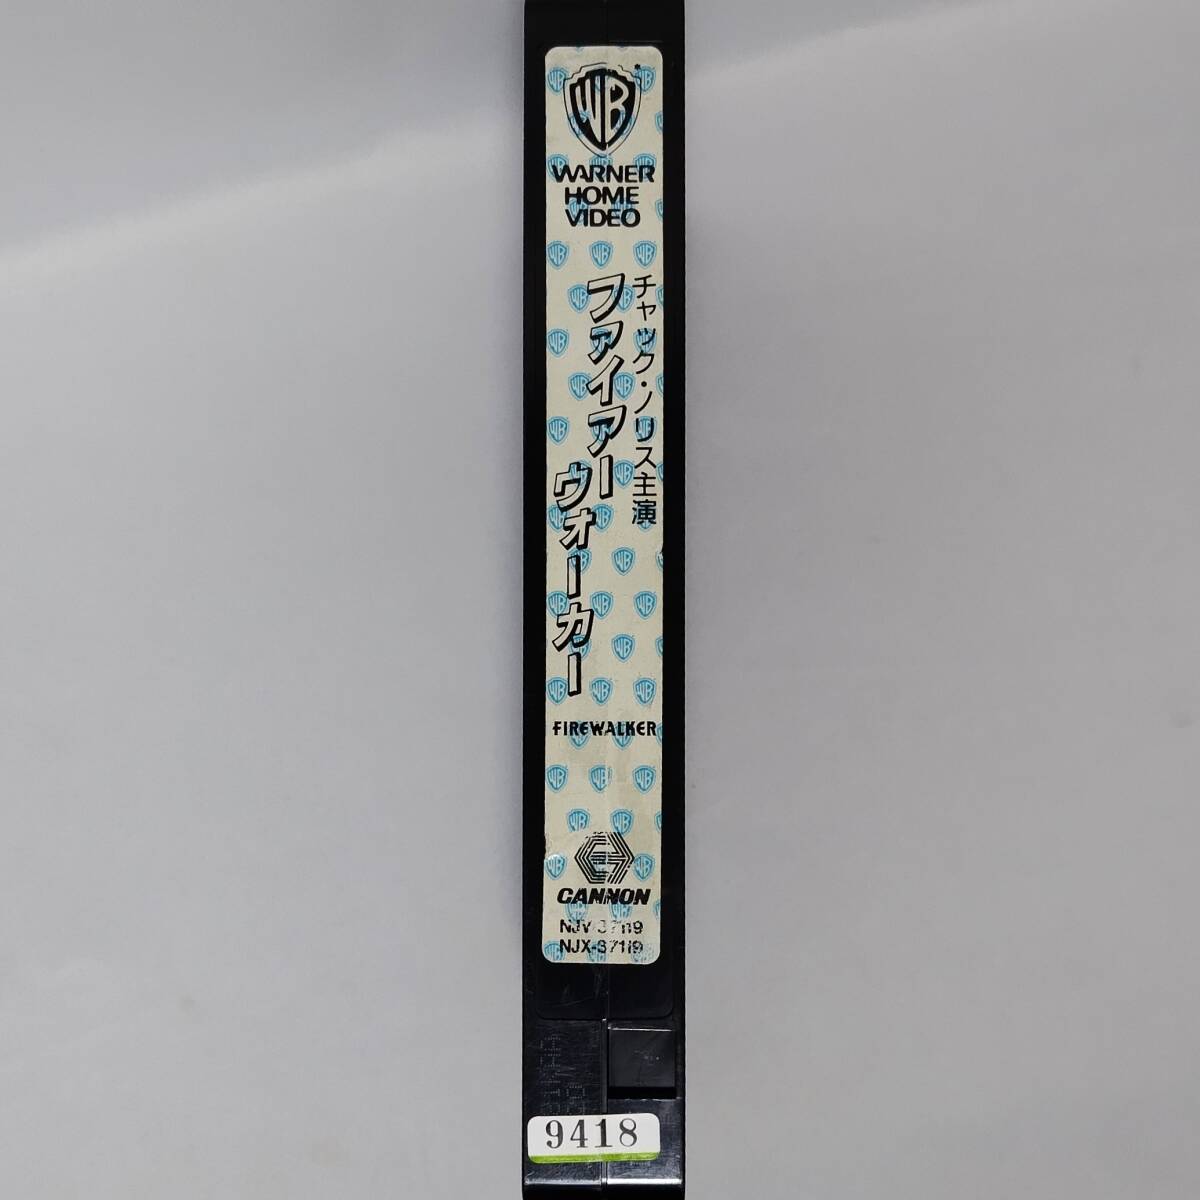 WB
WARNER
HOME
VIDEO
チャック・ノリス主演
ファイアー
ウォーカー
FIREWALKER
CANNON
NJV-37119
NJX-37119
9418